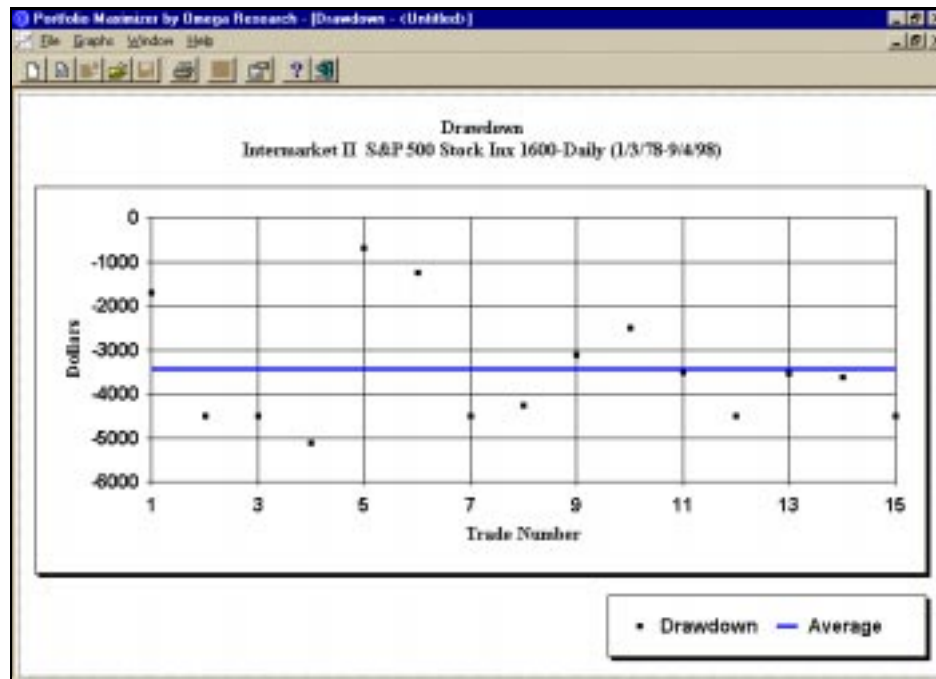 Portfolio Maximizer by Omega Research - [Drawdown - <Untitled>]
File Graphs Window Help
Drawdown
Intermarket II S&P 500 Stock Inx 1600-Daily (1/3/78-9/4/98)
0
-1000
-2000
-3000
-4000
-5000
-6000
Dollars
1 3 5 7 9 11 13 15
Trade Number
Drawdown Average